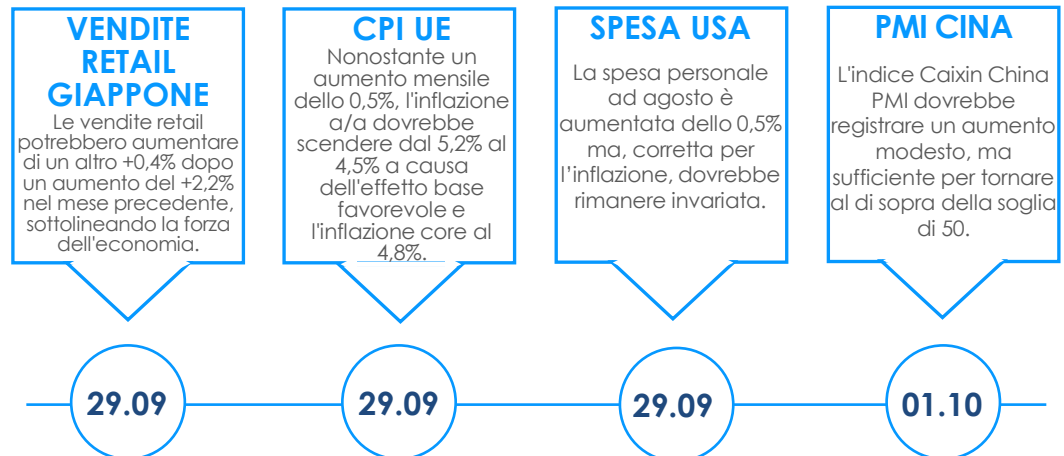 VENDITE
RETAIL
GIAPPONE
Le vendite retail
potrebbero aumentare
di un altro +0,4% dopo
un aumento del +2,2%
nel mese precedente,
sottolineando la forza
dell'economia.
CPI UE
Nonostante un
aumento mensile
dello 0,5%, l'inflazione
a/a dovrebbe
scendere dal 5,2% al
4,5% a causa
dell'effetto base
favorevole e
l'inflazione core al
4,8%.
SPESA USA
La spesa personale
ad agosto è
aumentata dello 0,5%
ma, corretta per
l’inflazione, dovrebbe
rimanere invariata.
PMI CINA
L'indice Caixin China
PMI dovrebbe
registrare un aumento
modesto, ma
sufficiente per tornare
al di sopra della soglia
di 50.
29.09
29.09
29.09
01.10